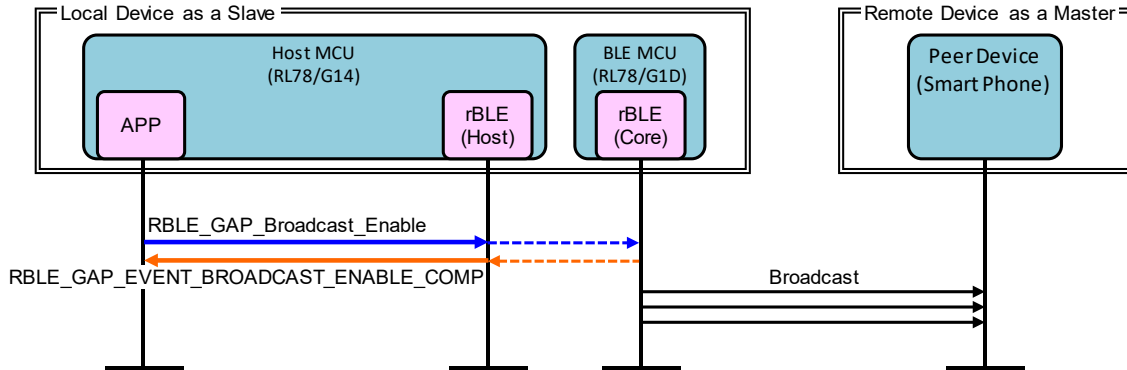 Local Device as a Slave
Remote Device as a Master
Host MCU
(RL78/G14)
BLE MCU
(RL78/G1D)
Peer Device
(Smart Phone)
APP
rBLE
(Host)
rBLE
(Core)
RBLE_GAP_Broadcast_Enable
RBLE_GAP_EVENT_BROADCAST_ENABLE_COMP
Broadcast